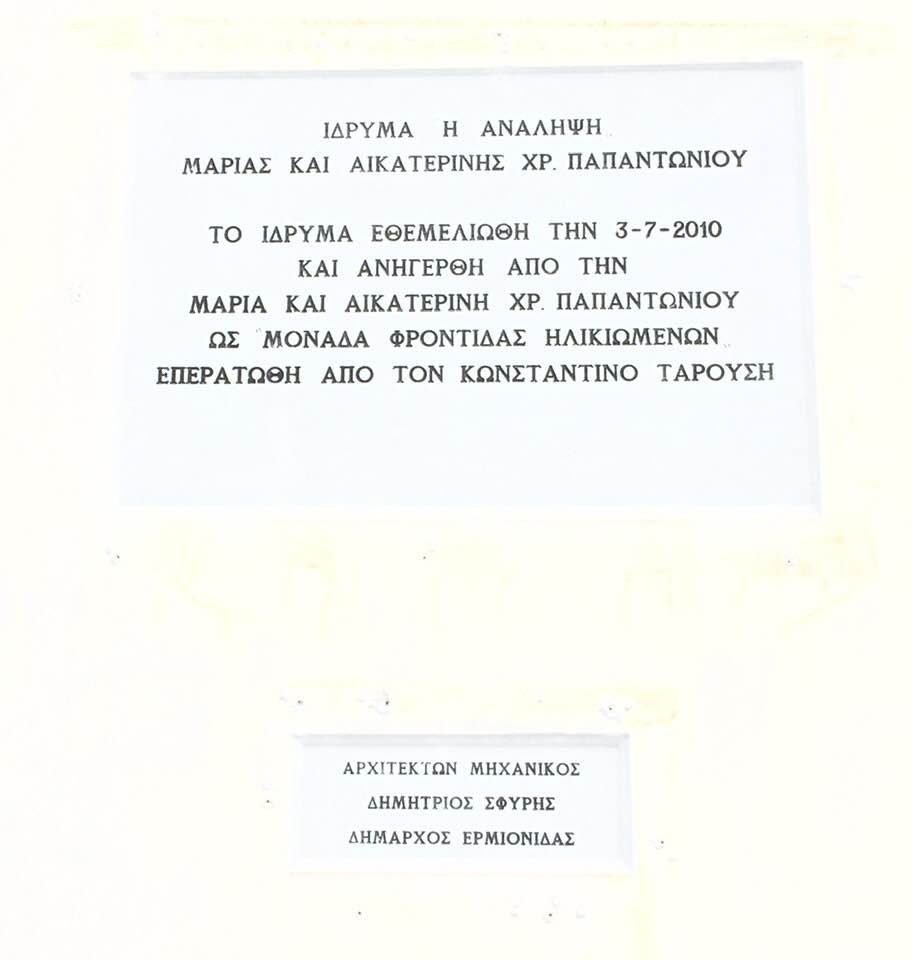 ΙΔΡΥΜΑ Η ΑΝΑΛΗΨΗ
ΜΑΡΙΑΣ ΚΑΙ ΑΙΚΑΤΕΡΙΝΗΣ ΧΡ. ΠΑΠΑΝΤΩΝΙΟΥ
ΤΟ ΙΔΡΥΜΑ ΕΘΕΜΕΛΙΩΘΗ ΤΗΝ 3-7-2010
ΚΑΙ ΑΝΗΓΕΡΘΗ ΑΠΟ ΤΗΝ
ΜΑΡΙΑ ΚΑΙ ΑΙΚΑΤΕΡΙΝΗ ΧΡ. ΠΑΠΑΝΤΩΝΙΟΥ
ΩΣ "ΜΟΝΑΔΑ ΦΡΟΝΤΙΔΑΣ ΗΛΙΚΙΩΜΕΝΩΝ"
ΕΠΕΡΑΤΩΘΗ ΑΠΟ ΤΟΝ ΚΩΝΣΤΑΝΤΙΝΟ ΤΑΡΟΥΣΗ
ΑΡΧΙΤΕΚΤΩΝ ΜΗΧΑΝΙΚΟΣ
ΔΗΜΗΤΡΙΟΣ ΣΦΥΡΗΣ
ΔΗΜΑΡΧΟΣ ΕΡΜΙΟΝΙΔΑΣ